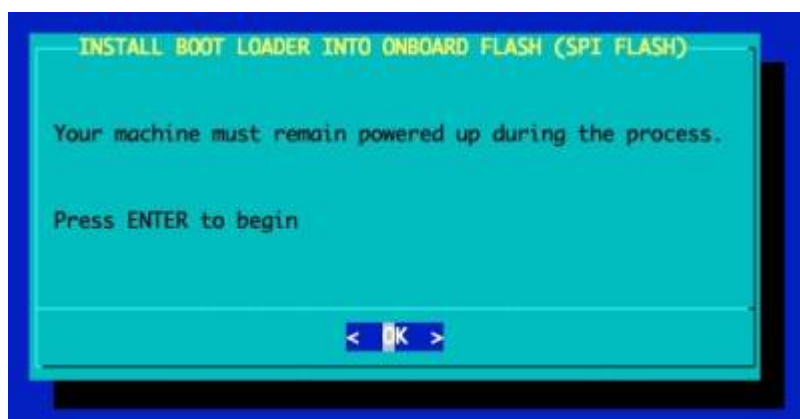 INSTALL BOOT LOADER INTO ONBOARD FLASH (SPI FLASH)
Your machine must remain powered up during the process.
Press ENTER to begin
< OK >